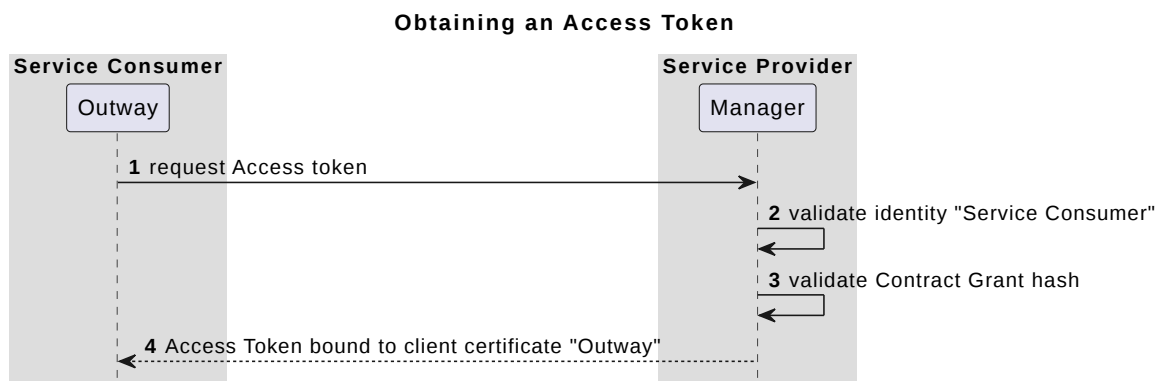 Obtaining an Access Token
Service Consumer
Service Provider
Outway
Manager
1 request Access token
2 validate identity "Service Consumer"
3 validate Contract Grant hash
4 Access Token bound to client certificate "Outway"